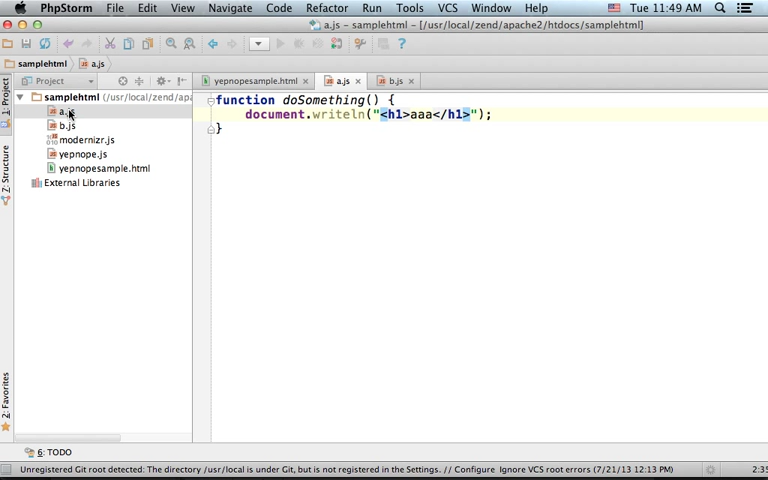 PhpStorm File Edit View Navigate Code Refactor Run Tools VCS Window Help Tue 11:49 AM
a.js – samplehtml – [/usr/local/zend/apache2/htdocs/samplehtml]
samplehtml a.js
Project
yepnopesample.html a.js b.js
samplehtml (/usr/local/zend/apa
a.js
b.js
modernizr.js
yepnope.js
yepnopesample.html
External Libraries
1: Project
7: Structure
2: Favorites
function doSomething() {
document.writeln("<h1>aaa</h1>");
}
6: TODO
Unregistered Git root detected: The directory /usr/local is under Git, but is not registered in the Settings. // Configure Ignore VCS root errors (7/21/13 12:13 PM) 2:35